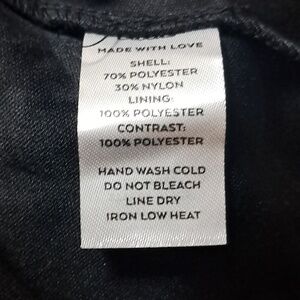 MADE WITH LOVE
SHELL:
70% POLYESTER
30% NYLON
LINING:
100% POLYESTER
CONTRAST:
100% POLYESTER
HAND WASH COLD
DO NOT BLEACH
LINE DRY
IRON LOW HEAT